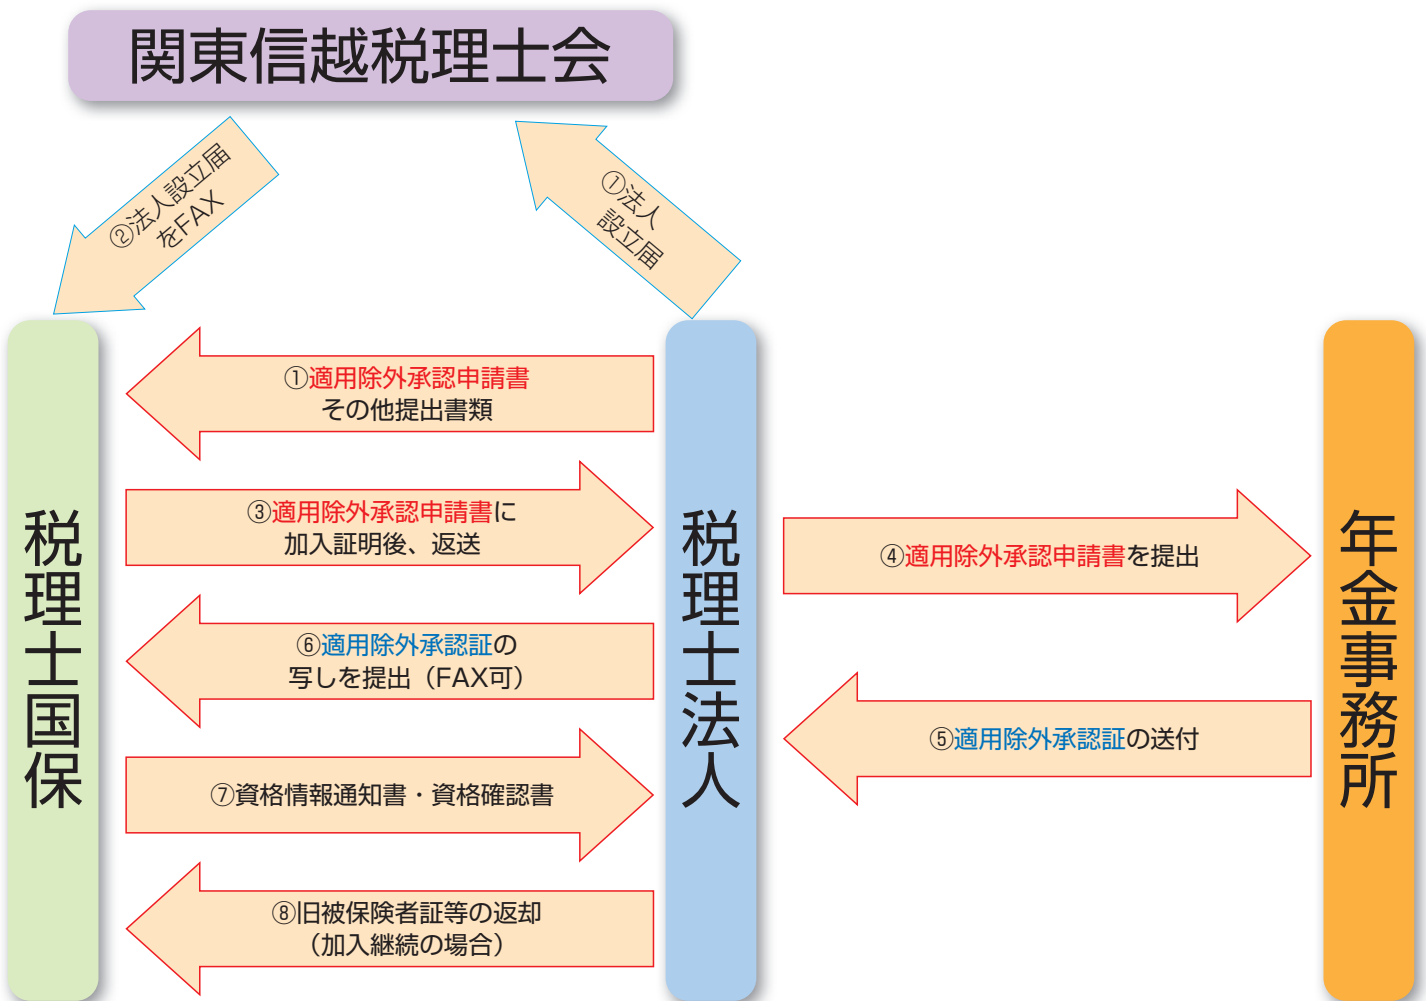 関東信越税理士会
②法人設立届
をFAX
①法人
設立届
税理士国保
税理士法人
年金事務所
①適用除外承認申請書
その他提出書類
③適用除外承認申請書に
加入証明後、返送
④適用除外承認申請書を提出
⑥適用除外承認証の
写しを提出（FAX可）
⑤適用除外承認証の送付
⑦資格情報通知書・資格確認書
⑧旧被保険者証等の返却
（加入継続の場合）